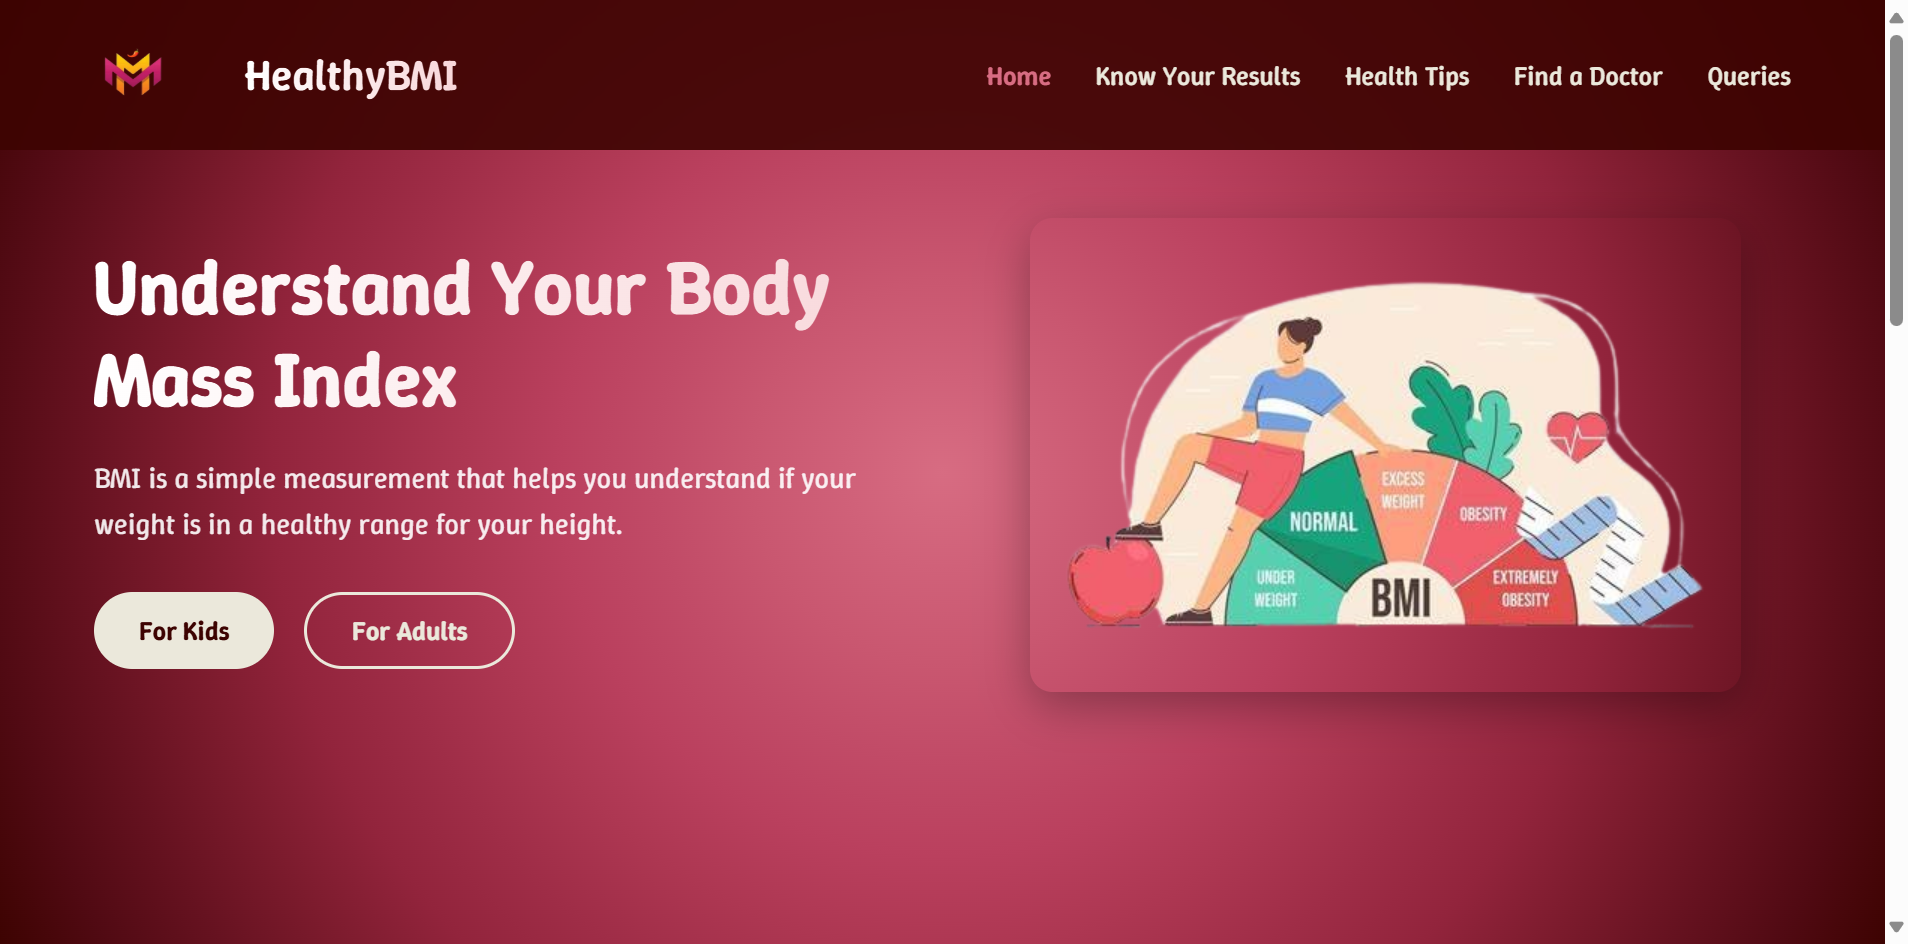 HealthyBMI
Home
Know Your Results
Health Tips
Find a Doctor
Queries
Understand Your Body
Mass Index
BMI is a simple measurement that helps you understand if your
weight is in a healthy range for your height.
For Kids
For Adults
UNDER
WEIGHT
NORMAL
EXCESS
WEIGHT
OBESITY
EXTREMELY
OBESITY
BMI